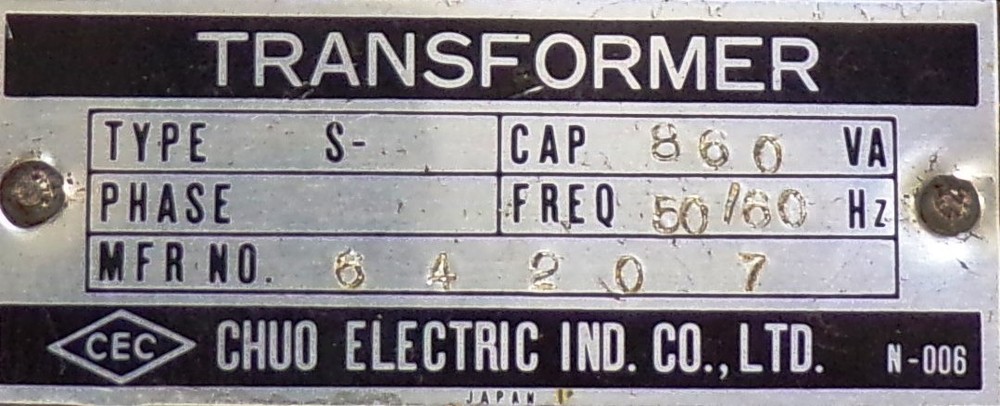 TRANSFORMER
TYPE S- CAP 860 VA
PHASE FREQ 50/60 Hz
MFR NO. 64207
CEC CHUO ELECTRIC IND. CO., LTD. N-006
JAPAN